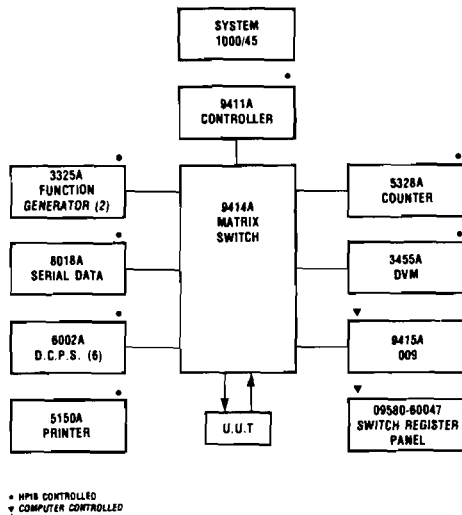 SYSTEM
1000/45
9411A
CONTROLLER
3325A
FUNCTION
GENERATOR (2)
9414A
MATRIX
SWITCH
5328A
COUNTER
8018A
SERIAL DATA
3455A
DVM
6002A
D.C.P.S. (6)
9415A
009
5150A
PRINTER
U.U.T
09580-60047
SWITCH REGISTER
PANEL
• HPIB CONTROLLED
▼ COMPUTER CONTROLLED